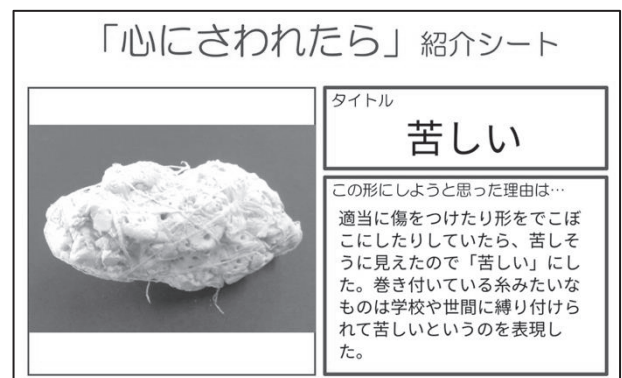 「心にさわれたら」紹介シート
タイトル
苦しい
この形にしようと思った理由は…
適当に傷をつけたり形をでこぼ
こにしたりしていたら、苦しそ
うに見えたので「苦しい」にし
た。巻き付いている糸みたいな
ものは学校や世間に縛り付けら
れて苦しいというのを表現し
た。